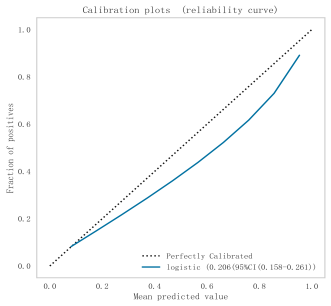 Calibration plots (reliability curve)
1.0
0.8
0.6
0.4
0.2
0.0
Fraction of positives
Perfectly Calibrated
logistic (0.206(95%CI(0.158-0.261))
0.0 0.2 0.4 0.6 0.8 1.0
Mean predicted value